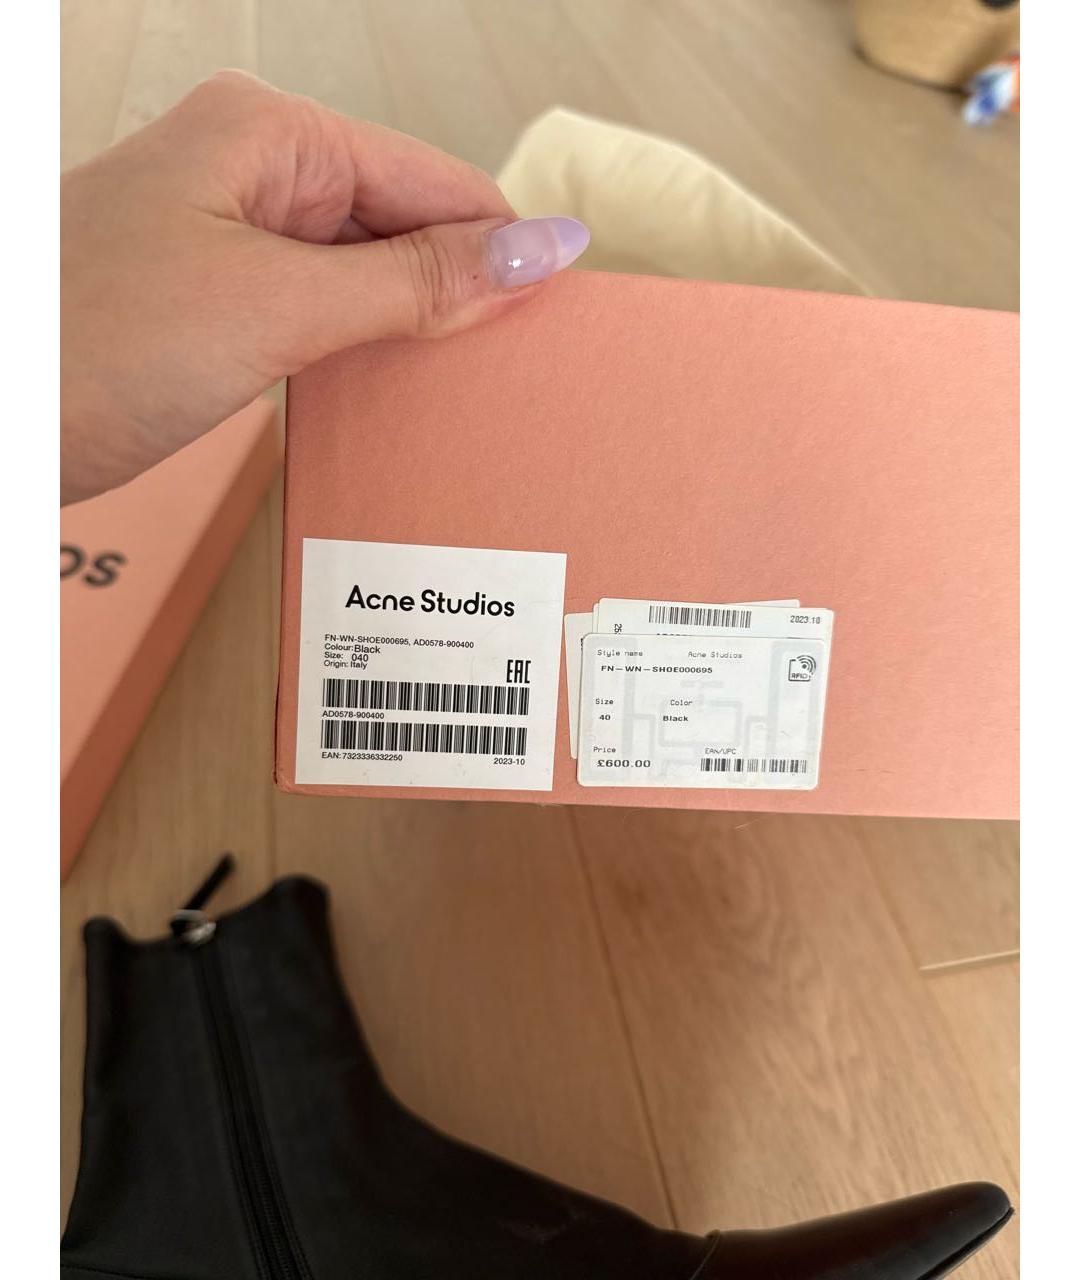 OS
Acne Studios
FN-WN-SHOE000695, AD0578-900400
Colour: Black
Size: 040
Origin: Italy
EAC
AD0578-900400
EAN: 7323336332250
2023-10
2023.10
Style name Acne Studios
FN-WN-SHOE000695
RFID
Size Color
40 Black
Price EAN/UPC
£600.00